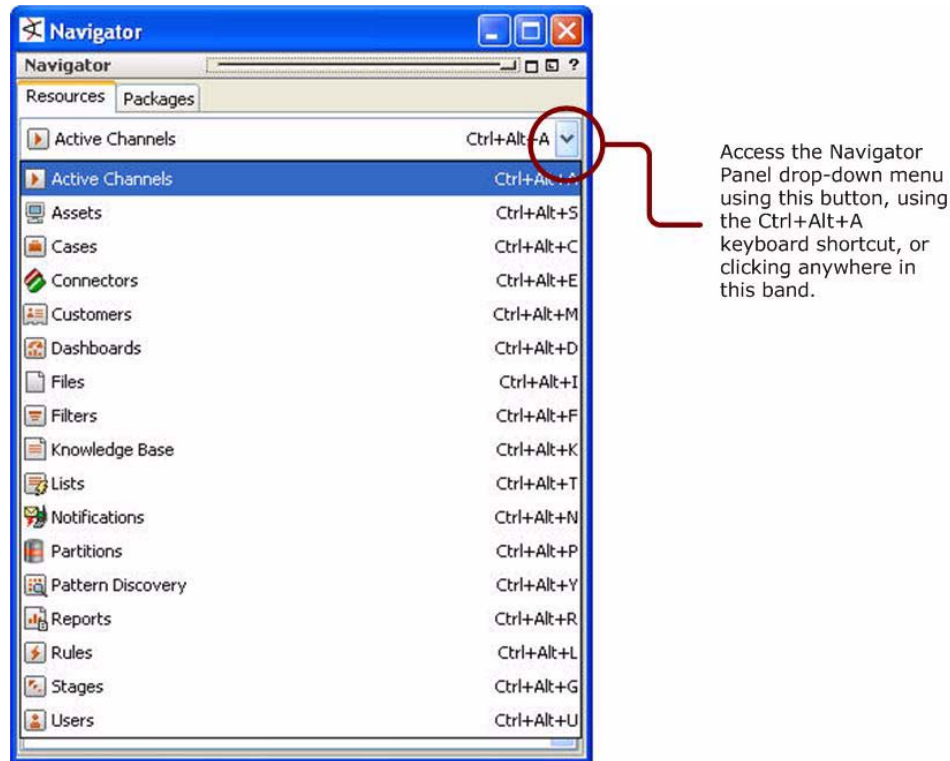 Navigator
Navigator ?
Resources Packages
Active Channels Ctrl+Alt+A
Active Channels Ctrl+Alt+A
Assets Ctrl+Alt+S
Cases Ctrl+Alt+C
Connectors Ctrl+Alt+E
Customers Ctrl+Alt+M
Dashboards Ctrl+Alt+D
Files Ctrl+Alt+I
Filters Ctrl+Alt+F
Knowledge Base Ctrl+Alt+K
Lists Ctrl+Alt+T
Notifications Ctrl+Alt+N
Partitions Ctrl+Alt+P
Pattern Discovery Ctrl+Alt+Y
Reports Ctrl+Alt+R
Rules Ctrl+Alt+L
Stages Ctrl+Alt+G
Users Ctrl+Alt+U
Access the Navigator
Panel drop-down menu
using this button, using
the Ctrl+Alt+A
keyboard shortcut, or
clicking anywhere in
this band.